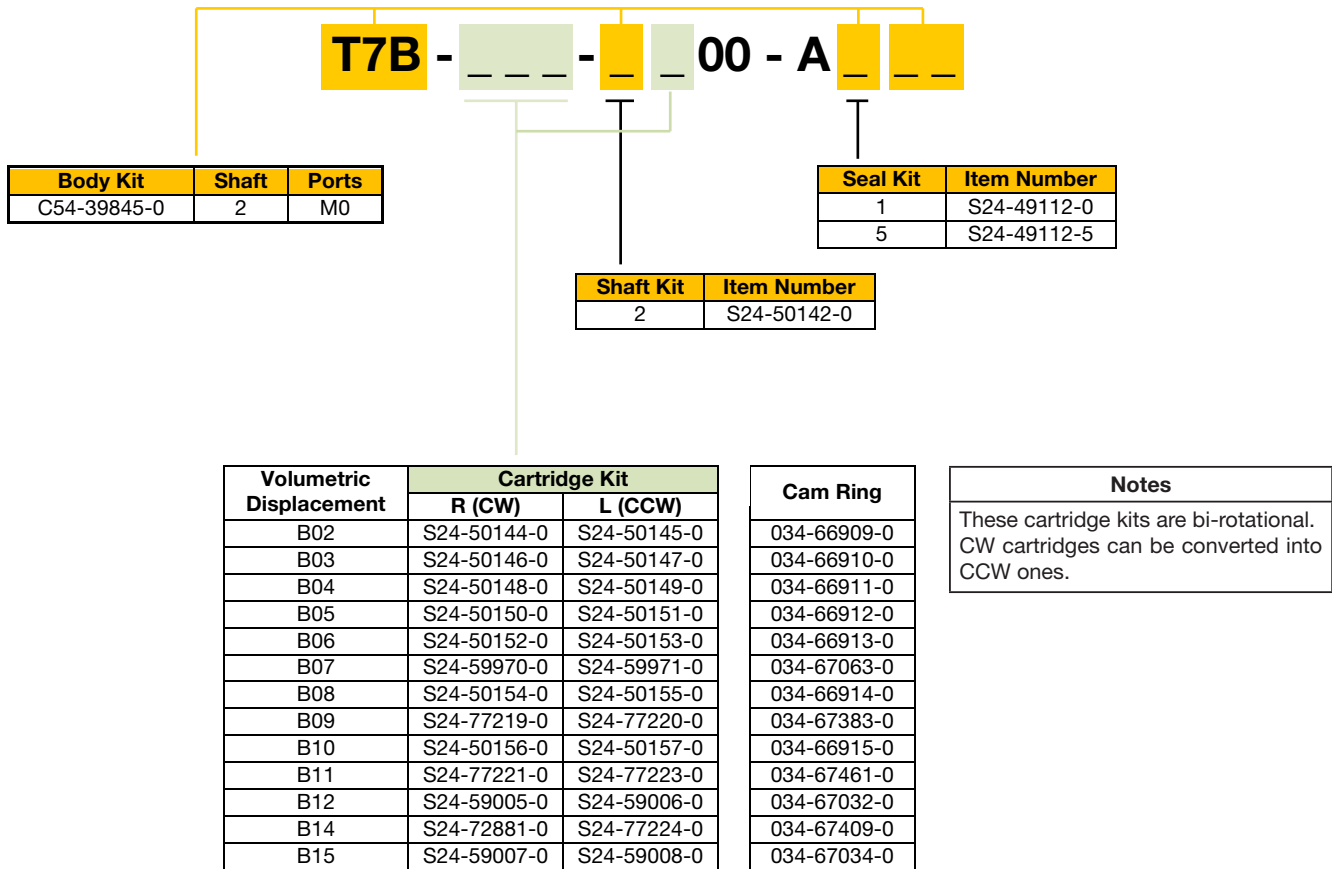 T7B - _ _ _ - _ _ 00 - A _ _ _
Body Kit Shaft Ports
C54-39845-0 2 M0
Seal Kit Item Number
1 S24-49112-0
5 S24-49112-5
Shaft Kit Item Number
2 S24-50142-0
Volumetric Displacement Cartridge Kit Cam Ring
R (CW) L (CCW)
B02 S24-50144-0 S24-50145-0 034-66909-0
B03 S24-50146-0 S24-50147-0 034-66910-0
B04 S24-50148-0 S24-50149-0 034-66911-0
B05 S24-50150-0 S24-50151-0 034-66912-0
B06 S24-50152-0 S24-50153-0 034-66913-0
B07 S24-59970-0 S24-59971-0 034-67063-0
B08 S24-50154-0 S24-50155-0 034-66914-0
B09 S24-77219-0 S24-77220-0 034-67383-0
B10 S24-50156-0 S24-50157-0 034-66915-0
B11 S24-77221-0 S24-77223-0 034-67461-0
B12 S24-59005-0 S24-59006-0 034-67032-0
B14 S24-72881-0 S24-77224-0 034-67409-0
B15 S24-59007-0 S24-59008-0 034-67034-0
Notes
These cartridge kits are bi-rotational.
CW cartridges can be converted into
CCW ones.